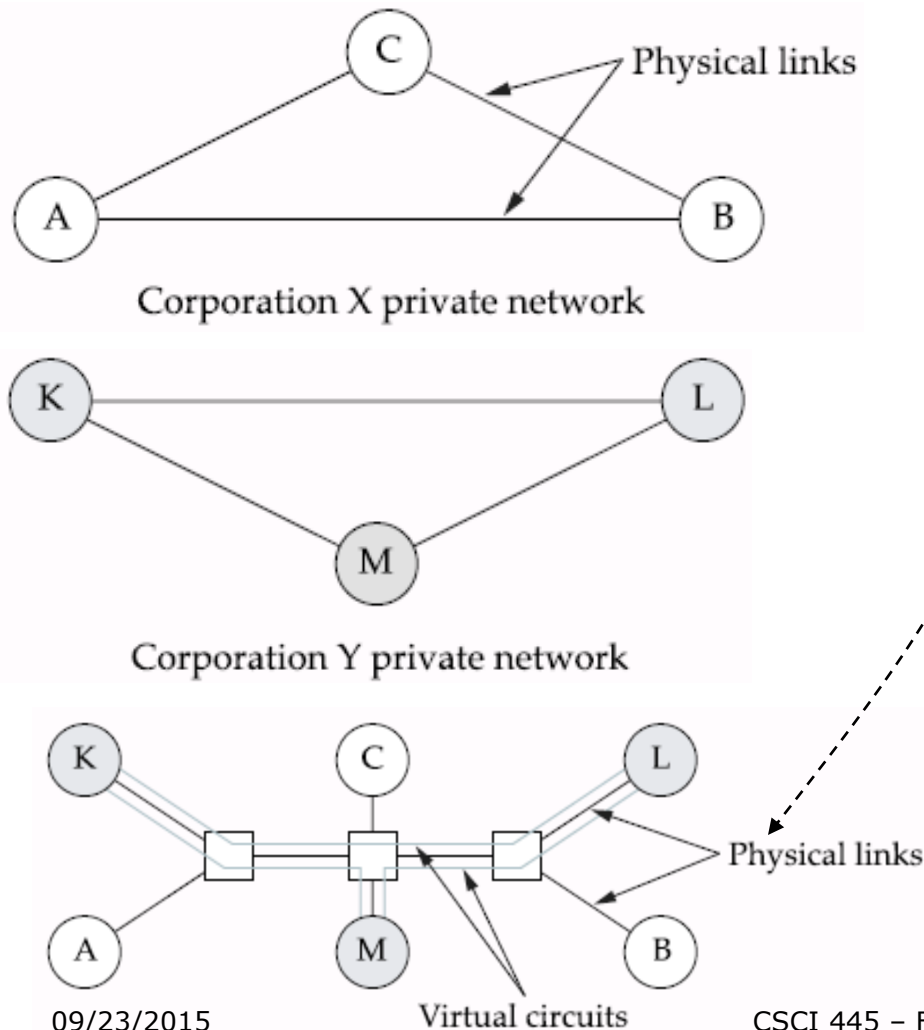 C
Physical links
A
B
Corporation X private network
K
L
M
Corporation Y private network
K
C
L
Physical links
A
M
B
Virtual circuits
09/23/2015
CSCI 445 –